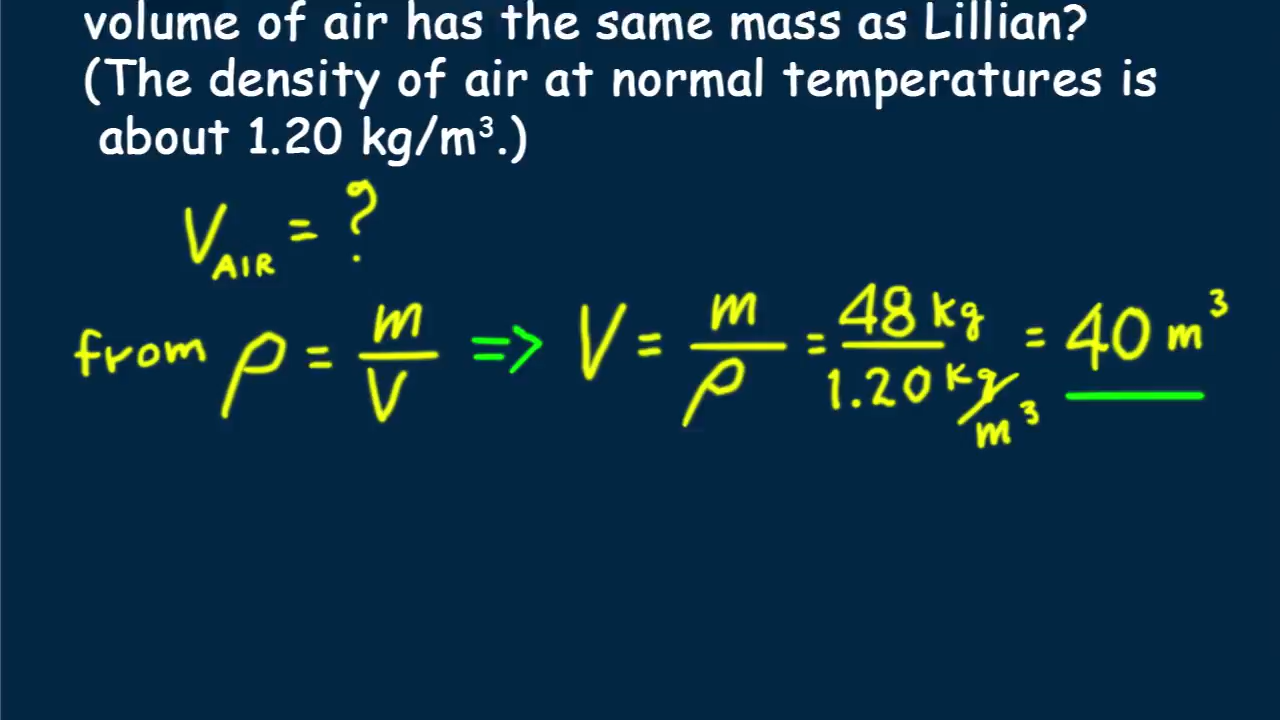 volume of air has the same mass as Lillian?
(The density of air at normal temperatures is
about 1.20 kg/m³.)
V_AIR = ?
from ρ = m/V => V = m/ρ = 48 kg / 1.20 kg/m³ = 40 m³